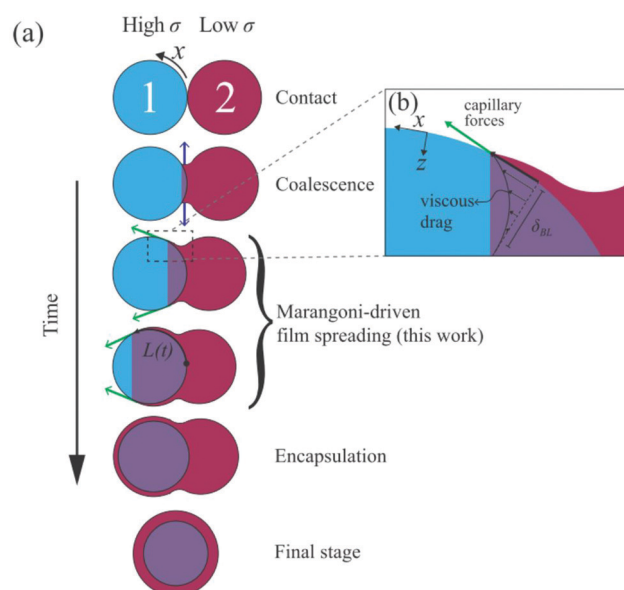 (a)
High σ Low σ
x
1 2
Contact
Coalescence
Time
Marangoni-driven
film spreading (this work)
L(t)
Encapsulation
Final stage
(b)
capillary
forces
x
z
viscous
drag
δBL